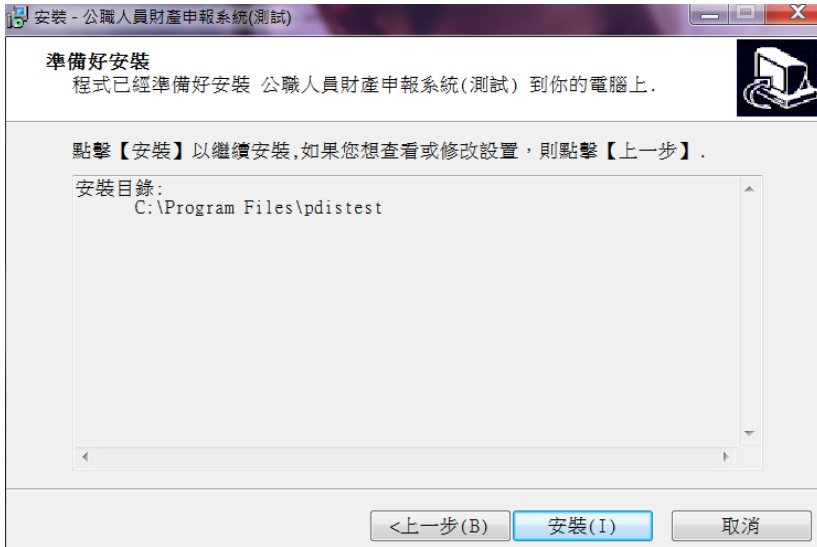 安裝 - 公職人員財產申報系統(測試)
準備好安裝
程式已經準備好安裝 公職人員財產申報系統(測試) 到你的電腦上.
點擊【安裝】以繼續安裝,如果您想查看或修改設置，則點擊【上一步】.
安裝目錄:
C:\Program Files\pdistest
<上一步(B) 安裝(I) 取消